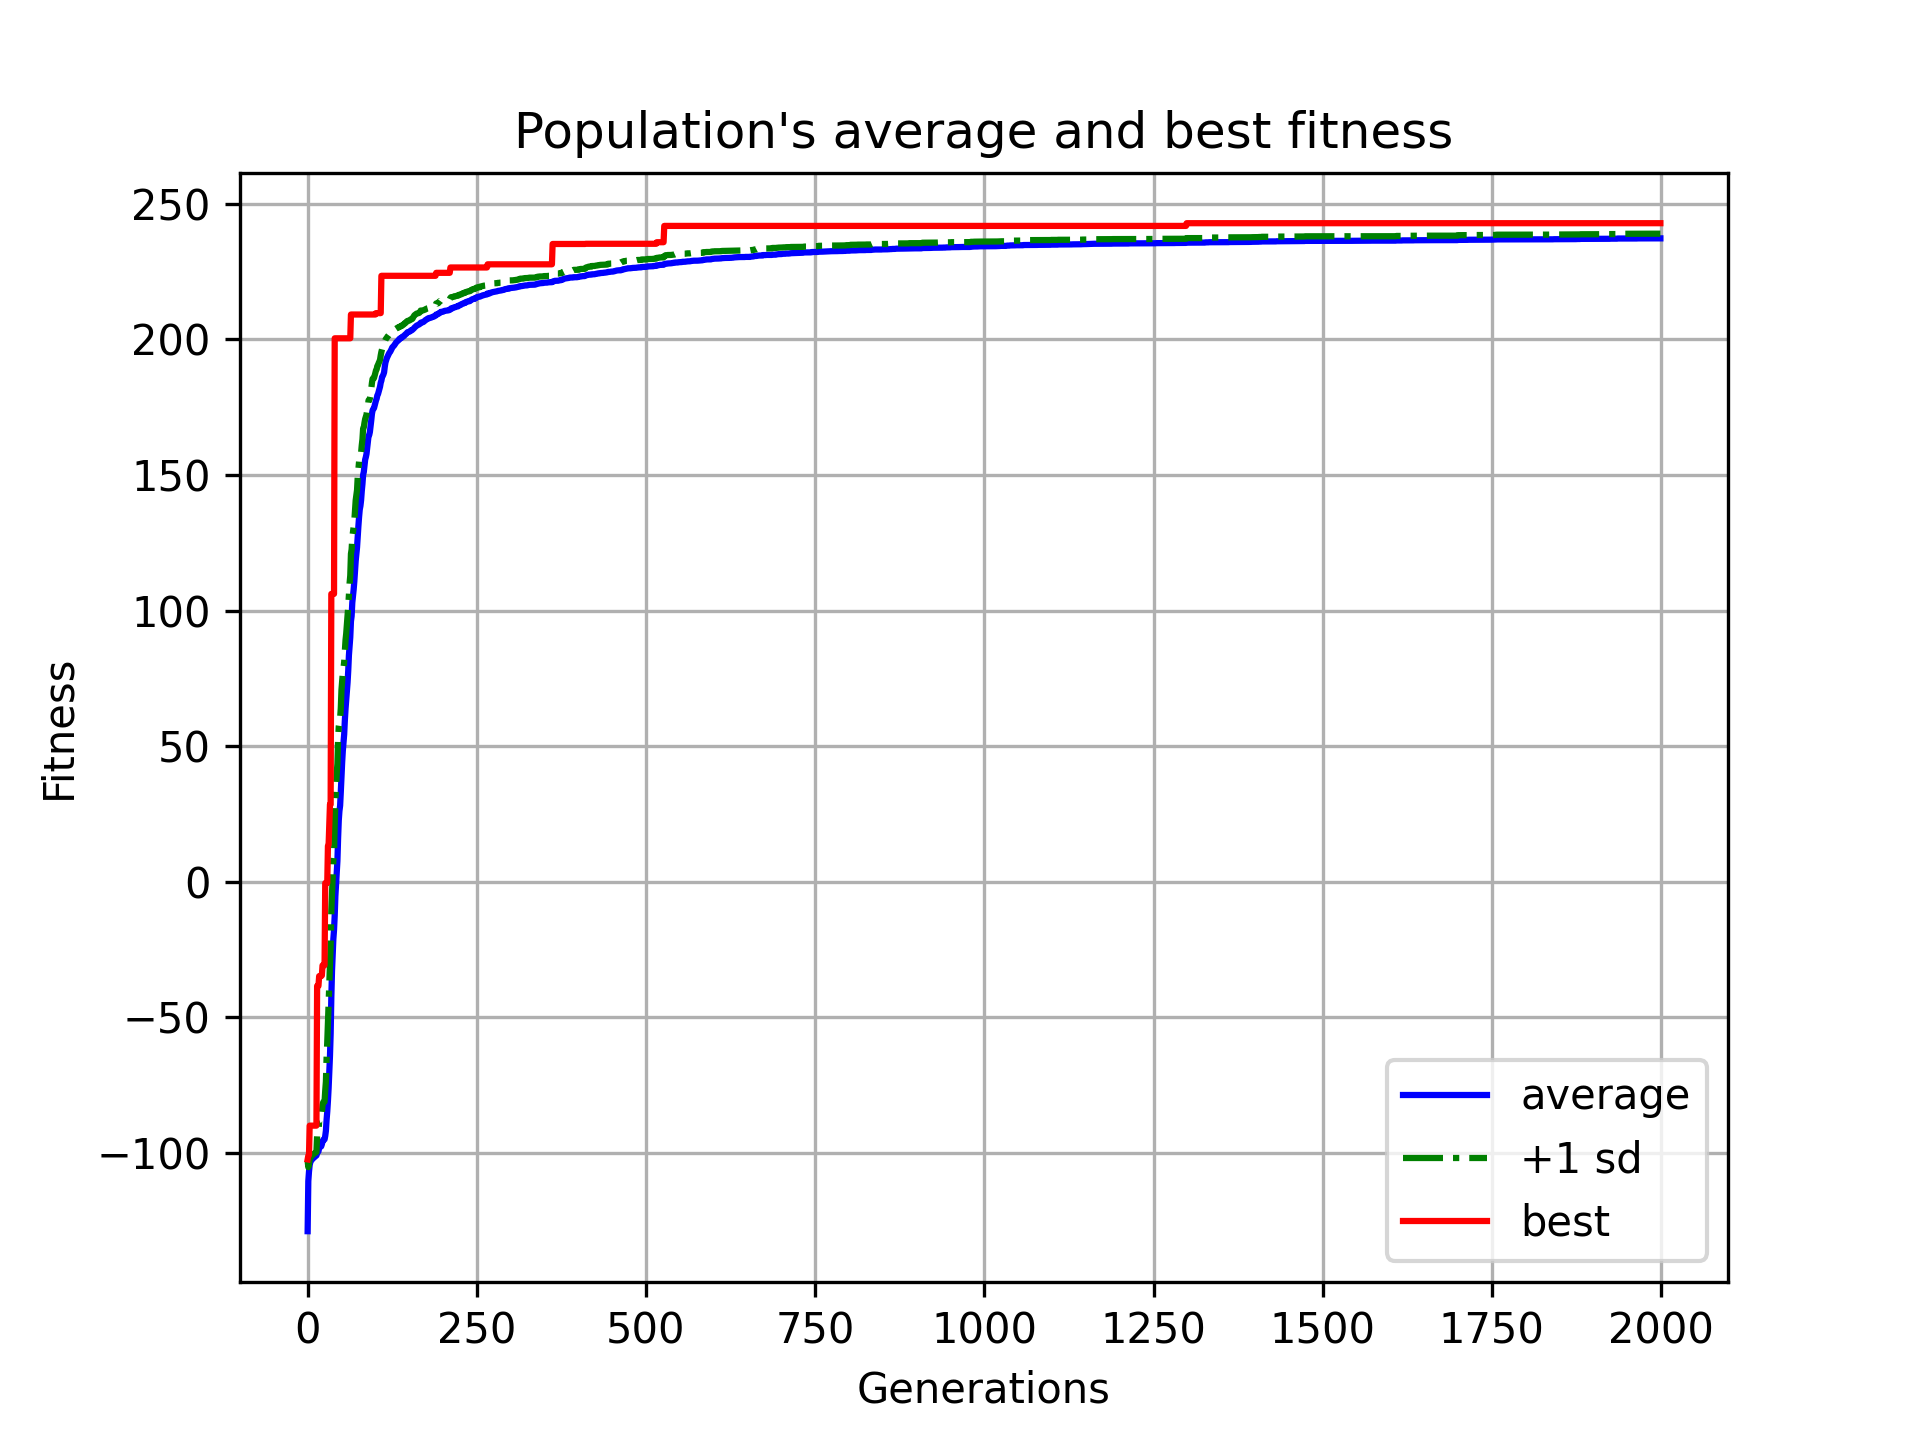 Population's average and best fitness
250
200
150
100
50
0
−50
−100
Fitness
average
+1 sd
best
0 250 500 750 1000 1250 1500 1750 2000
Generations